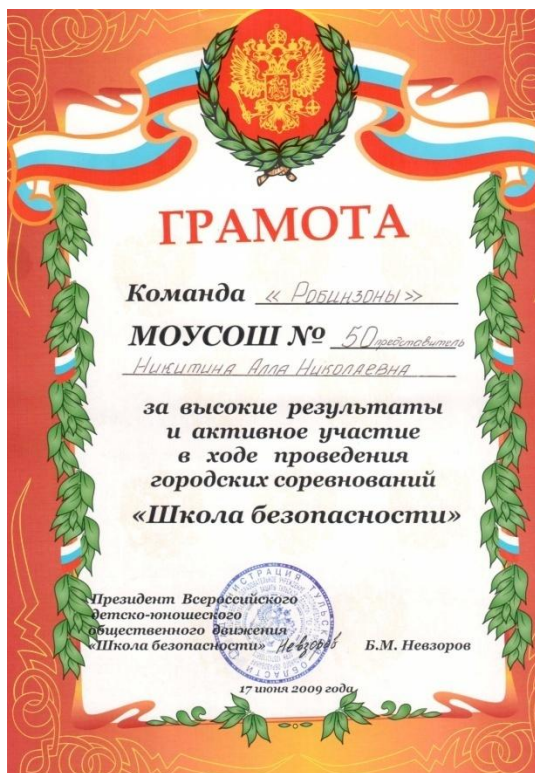 ГРАМОТА
Команда « Робинзоны»
МОУСОШ № 50 представитель
Никитина Алла Николаевна
за высокие результаты
и активное участие
в ходе проведения
городских соревнований
«Школа безопасности»
Президент Всероссийского
детско-юношеского
общественного движения
«Школа безопасности» Невзоров Б.М. Невзоров
17 июня 2009 года